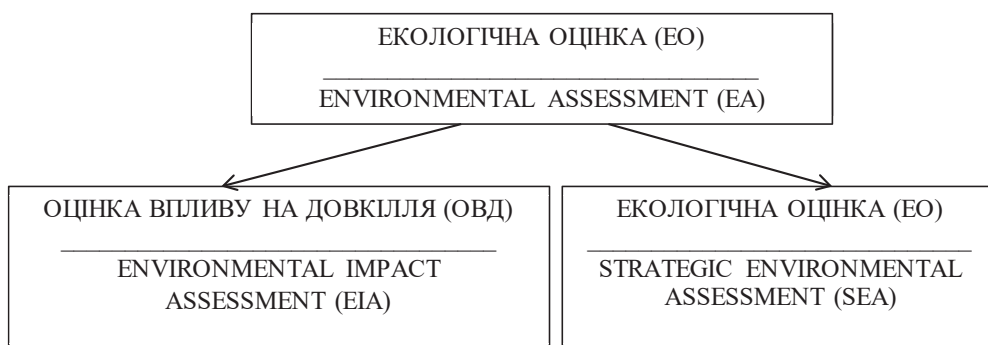 ЕКОЛОГІЧНА ОЦІНКА (ЕО)
ENVIRONMENTAL ASSESSMENT (EA)
ОЦІНКА ВПЛИВУ НА ДОВКІЛЛЯ (ОВД)
ENVIRONMENTAL IMPACT
ASSESSMENT (EIA)
ЕКОЛОГІЧНА ОЦІНКА (ЕО)
STRATEGIC ENVIRONMENTAL
ASSESSMENT (SEA)